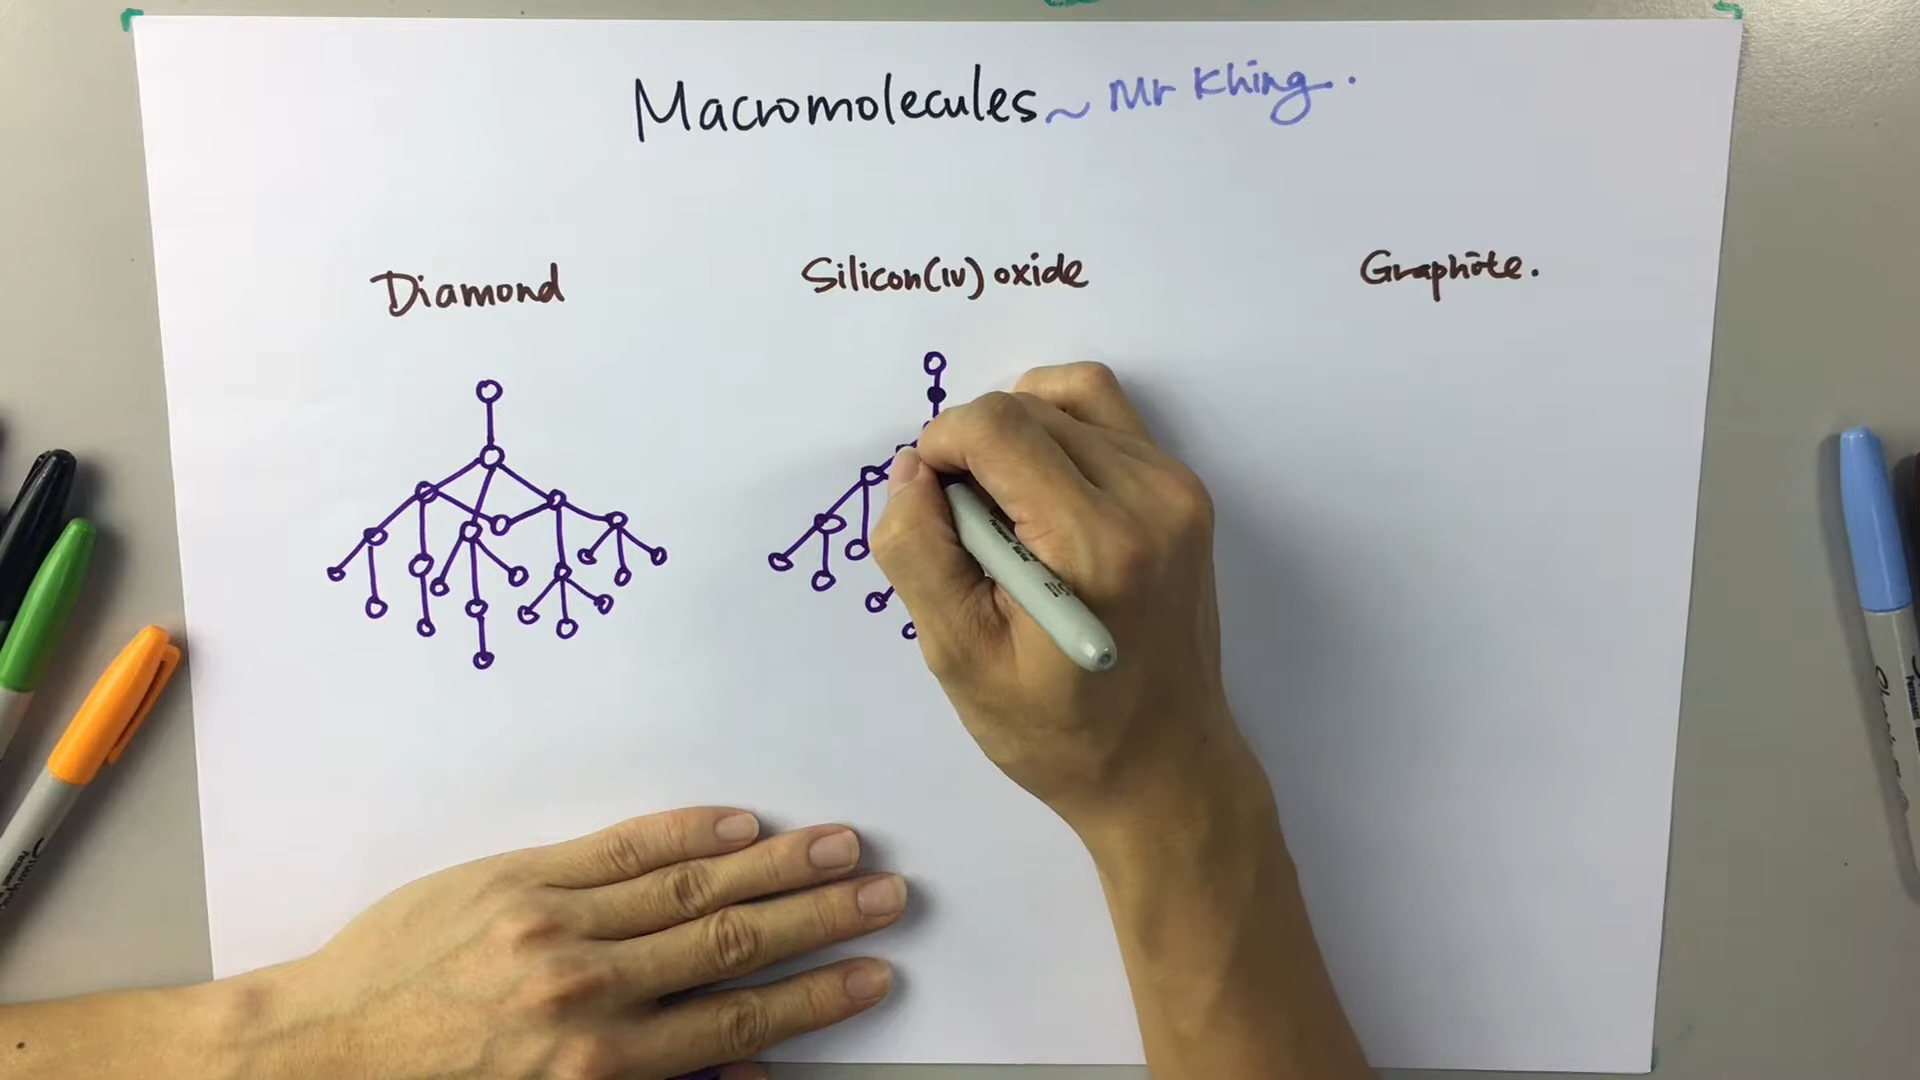 Macromolecules ~ Mr Khing.
Diamond
Silicon(IV) oxide
Graphite.